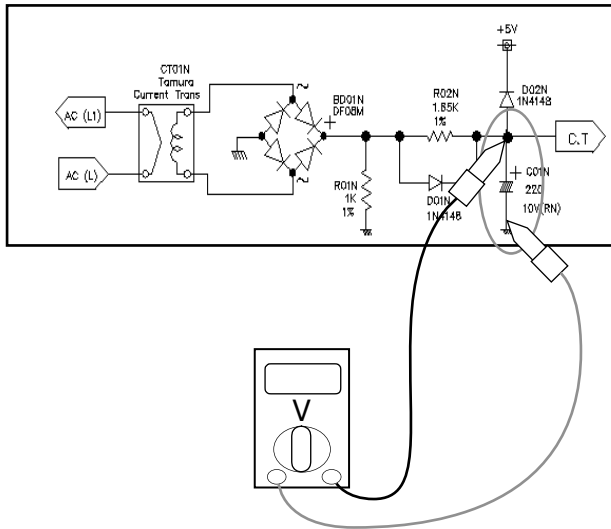 +5V
CT01N
Tamura
Current Trans
AC (L1)
AC (L)
BD01N
DF08M
+
R01N
1K
1%
R02N
1.85K
1%
D01N
1N4148
D02N
1N4148
+
C01N
220
10V(RN)
C.T
V